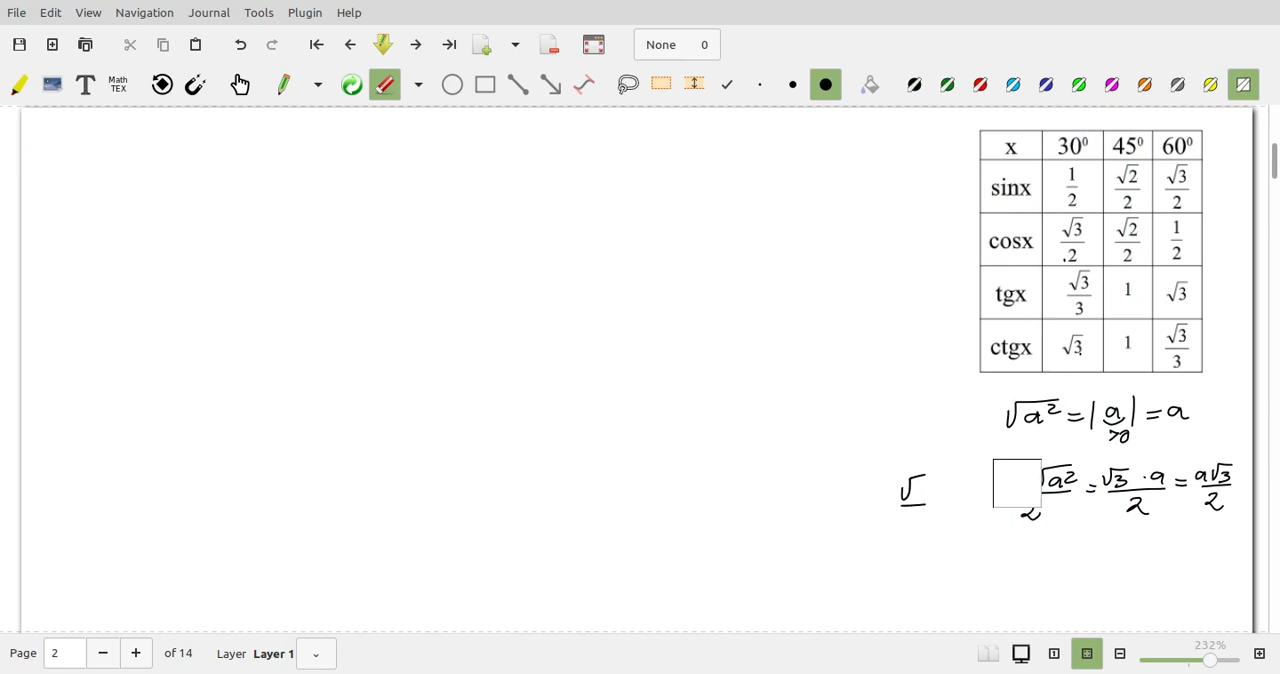 File Edit View Navigation Journal Tools Plugin Help
None 0
T Math TEX
x 30⁰ 45⁰ 60⁰
sinx 1/2 √2/2 √3/2
cosx √3/.2 √2/2 1/2
tgx √3/3 1 √3
ctgx √3 1 √3/3
√a² = |a| = a
>0
√ √a²/2 = √3 · a/2 = a√3/2
Page 2 of 14 Layer Layer 1 232%